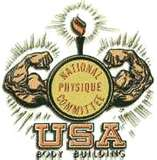 NATIONAL
PHYSIQUE
COMMITTEE
USA
BODY BUILDING